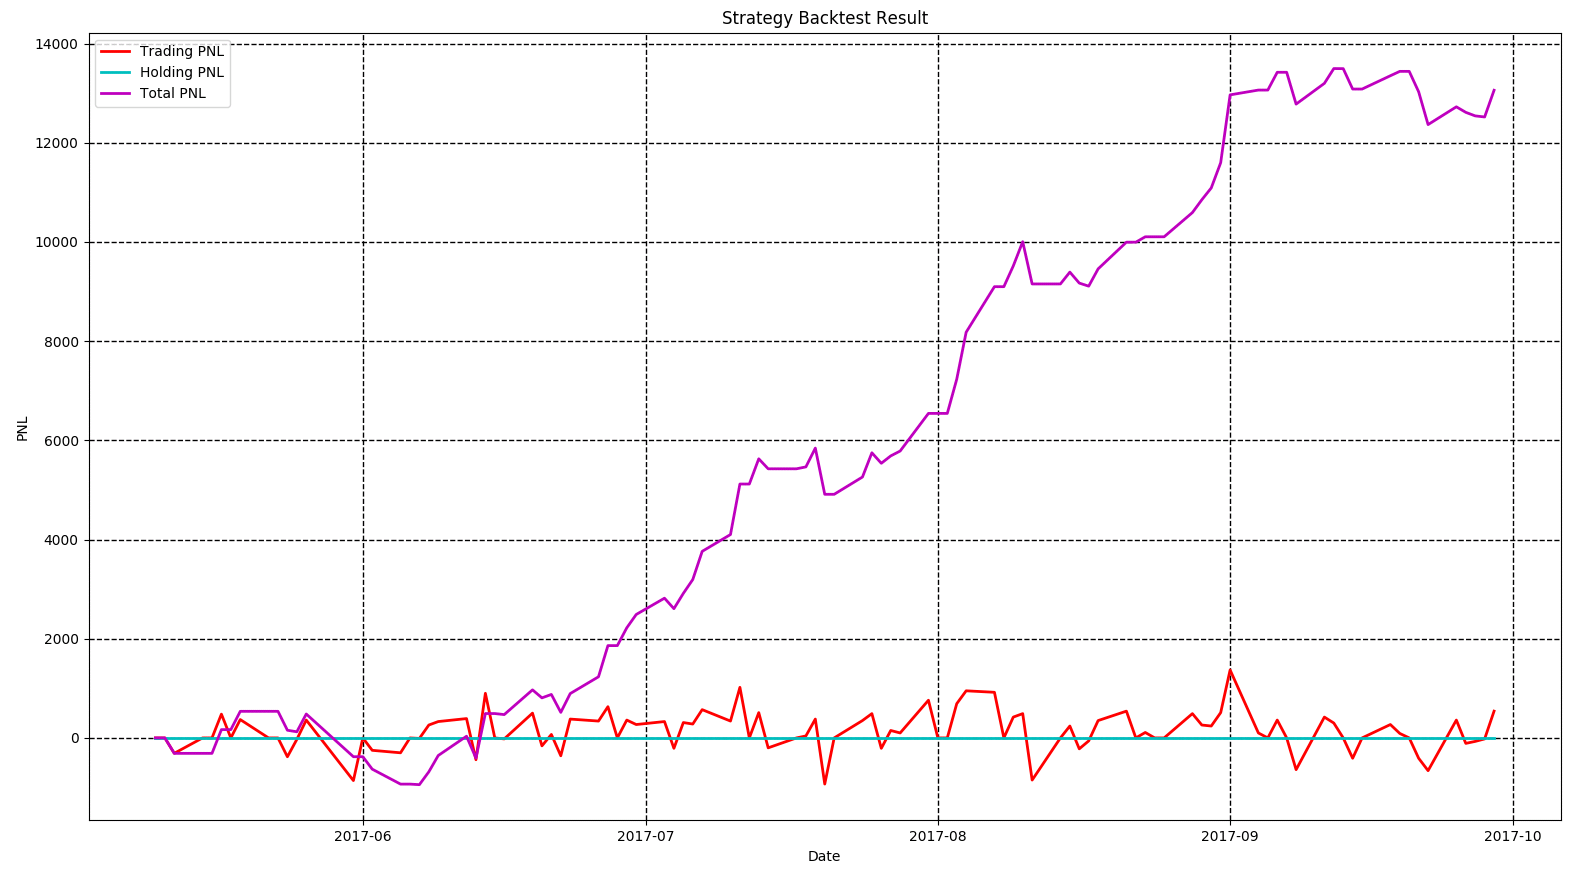 Strategy Backtest Result
Trading PNL
Holding PNL
Total PNL
14000
12000
10000
8000
6000
4000
2000
0
PNL
2017-06
2017-07
2017-08
2017-09
2017-10
Date